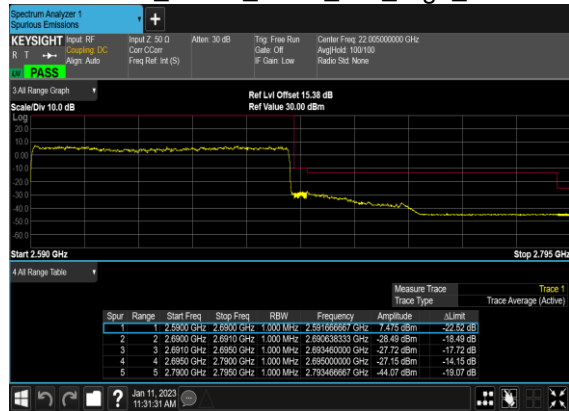 Spectrum Analyzer 1
Spurious Emissions
KEYSIGHT Input: RF Input Z: 50 Ω Atten: 30 dB Trig: Free Run Center Freq: 22.005000000 GHz
R T Coupling: DC Corr CCorr Gate: Off Avg|Hold: 100/100
Align: Auto Freq Ref: Int (S) IF Gain: Low Radio Std: None
PASS
3 All Range Graph
Ref Lvl Offset 15.38 dB
Scale/Div 10.0 dB Ref Value 30.00 dBm
Log
20.0
10.0
0.00
-10.0
-20.0
-30.0
-40.0
-50.0
-60.0
Start 2.590 GHz Stop 2.795 GHz
4 All Range Table
Measure Trace Trace 1
Trace Type Trace Average (Active)
Spur Range Start Freq Stop Freq RBW Frequency Amplitude ΔLimit
1 1 2.5900 GHz 2.6900 GHz 1.000 MHz 2.591666667 GHz 7.475 dBm -22.52 dB
2 2 2.6900 GHz 2.6910 GHz 1.000 MHz 2.690638333 GHz -28.49 dBm -18.49 dB
3 3 2.6910 GHz 2.6950 GHz 1.000 MHz 2.693460000 GHz -27.72 dBm -17.72 dB
4 4 2.6950 GHz 2.7900 GHz 1.000 MHz 2.695000000 GHz -27.15 dBm -14.15 dB
5 5 2.7900 GHz 2.7950 GHz 1.000 MHz 2.793466667 GHz -44.07 dBm -19.07 dB
Jan 11, 2023
11:31:31 AM